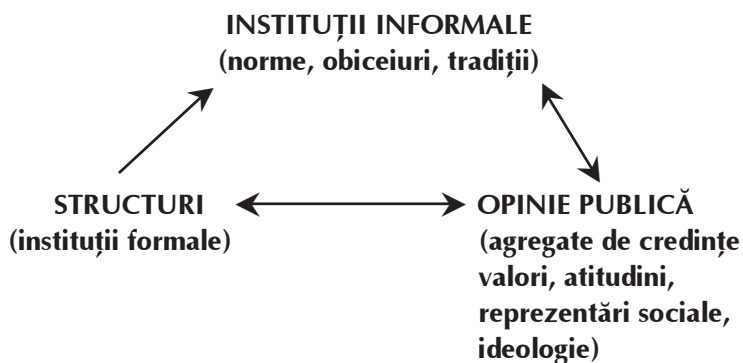 INSTITUȚII INFORMALE
(norme, obiceiuri, tradiții)
STRUCTURI
(instituții formale)
OPINIE PUBLICĂ
(agregate de credințe
valori, atitudini,
reprezentări sociale,
ideologie)